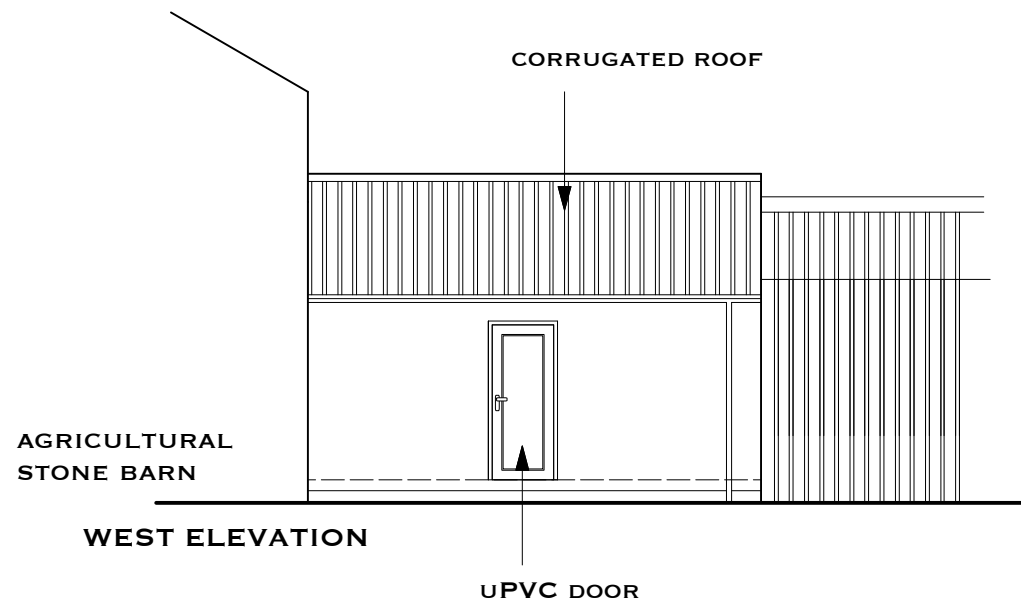 CORRUGATED ROOF
AGRICULTURAL
STONE BARN
WEST ELEVATION
uPVC DOOR